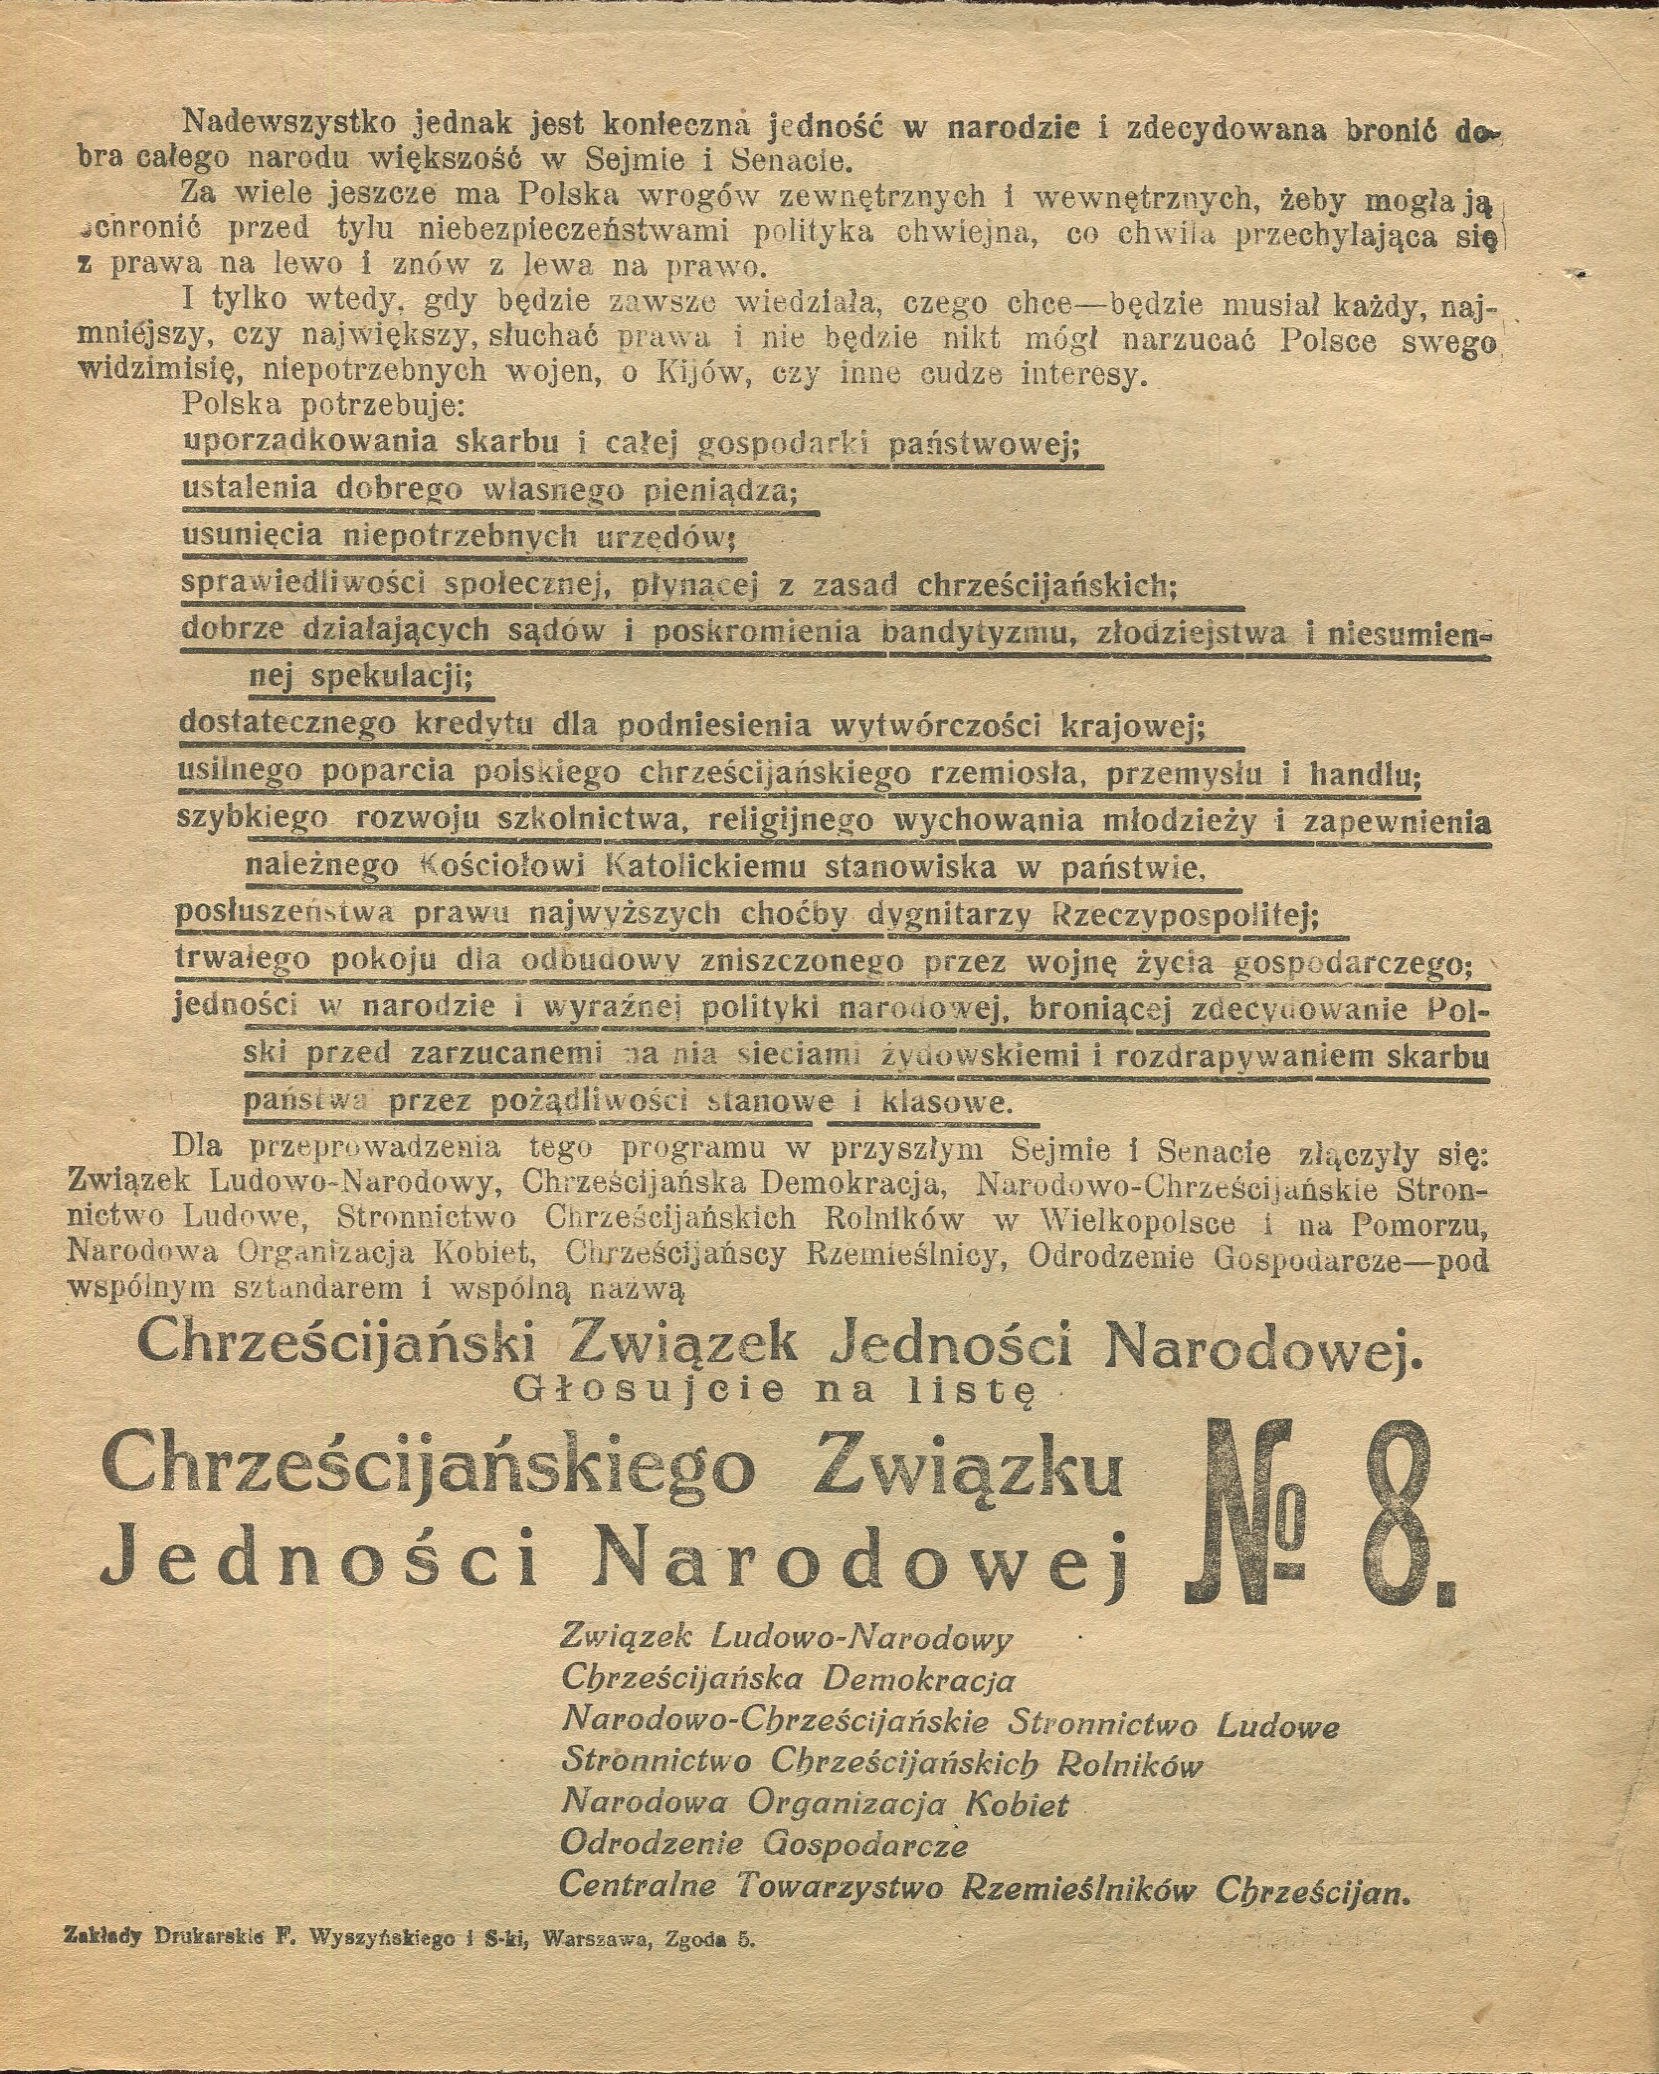 Nadewszystko jednak jest konieczna jedność w narodzie i zdecydowana bronić do-
bra całego narodu większość w Sejmie i Senacie.
Za wiele jeszcze ma Polska wrogów zewnętrznych i wewnętrznych, żeby mogła ją
ochronić przed tylu niebezpieczeństwami polityka chwiejna, co chwila przechylająca się
z prawa na lewo i znów z lewa na prawo.
I tylko wtedy, gdy będzie zawsze wiedziała, czego chce—będzie musiał każdy, naj-
mniejszy, czy największy, słuchać prawa i nie będzie nikt mógł narzucać Polsce swego
widzimisię, niepotrzebnych wojen, o Kijów, czy inne cudze interesy.
Polska potrzebuje:
uporządkowania skarbu i całej gospodarki państwowej;
ustalenia dobrego własnego pieniądza;
usunięcia niepotrzebnych urzędów;
sprawiedliwości społecznej, płynącej z zasad chrześcijańskich;
dobrze działających sądów i poskromienia bandytyzmu, złodziejstwa i niesumien-
nej spekulacji;
dostatecznego kredytu dla podniesienia wytwórczości krajowej;
usilnego poparcia polskiego chrześcijańskiego rzemiosła, przemysłu i handlu;
szybkiego rozwoju szkolnictwa, religijnego wychowania młodzieży i zapewnienia
należnego Kościołowi Katolickiemu stanowiska w państwie.
posłuszeństwa prawu najwyższych choćby dygnitarzy Rzeczypospolitej;
trwałego pokoju dla odbudowy zniszczonego przez wojnę życia gospodarczego;
jedności w narodzie i wyraźnej polityki narodowej, broniącej zdecydowanie Pol-
ski przed zarzucanemi na nią sieciami żydowskiemi i rozdrapywaniem skarbu
państwa przez pożądliwości stanowe i klasowe.
Dla przeprowadzenia tego programu w przyszłym Sejmie i Senacie złączyły się:
Związek Ludowo-Narodowy, Chrześcijańska Demokracja, Narodowo-Chrześcijańskie Stron-
nictwo Ludowe, Stronnictwo Chrześcijańskich Rolników w Wielkopolsce i na Pomorzu,
Narodowa Organizacja Kobiet, Chrześcijańscy Rzemieślnicy, Odrodzenie Gospodarcze—pod
wspólnym sztandarem i wspólną nazwą
Chrześcijański Związek Jedności Narodowej.
Głosujcie na listę
Chrześcijańskiego Związku
Jedności Narodowej № 8.
Związek Ludowo-Narodowy
Chrześcijańska Demokracja
Narodowo-Chrześcijańskie Stronnictwo Ludowe
Stronnictwo Chrześcijańskich Rolników
Narodowa Organizacja Kobiet
Odrodzenie Gospodarcze
Centralne Towarzystwo Rzemieślników Chrześcijan.
Zakłady Drukarskie F. Wyszyńskiego i S-ki, Warszawa, Zgoda 5.